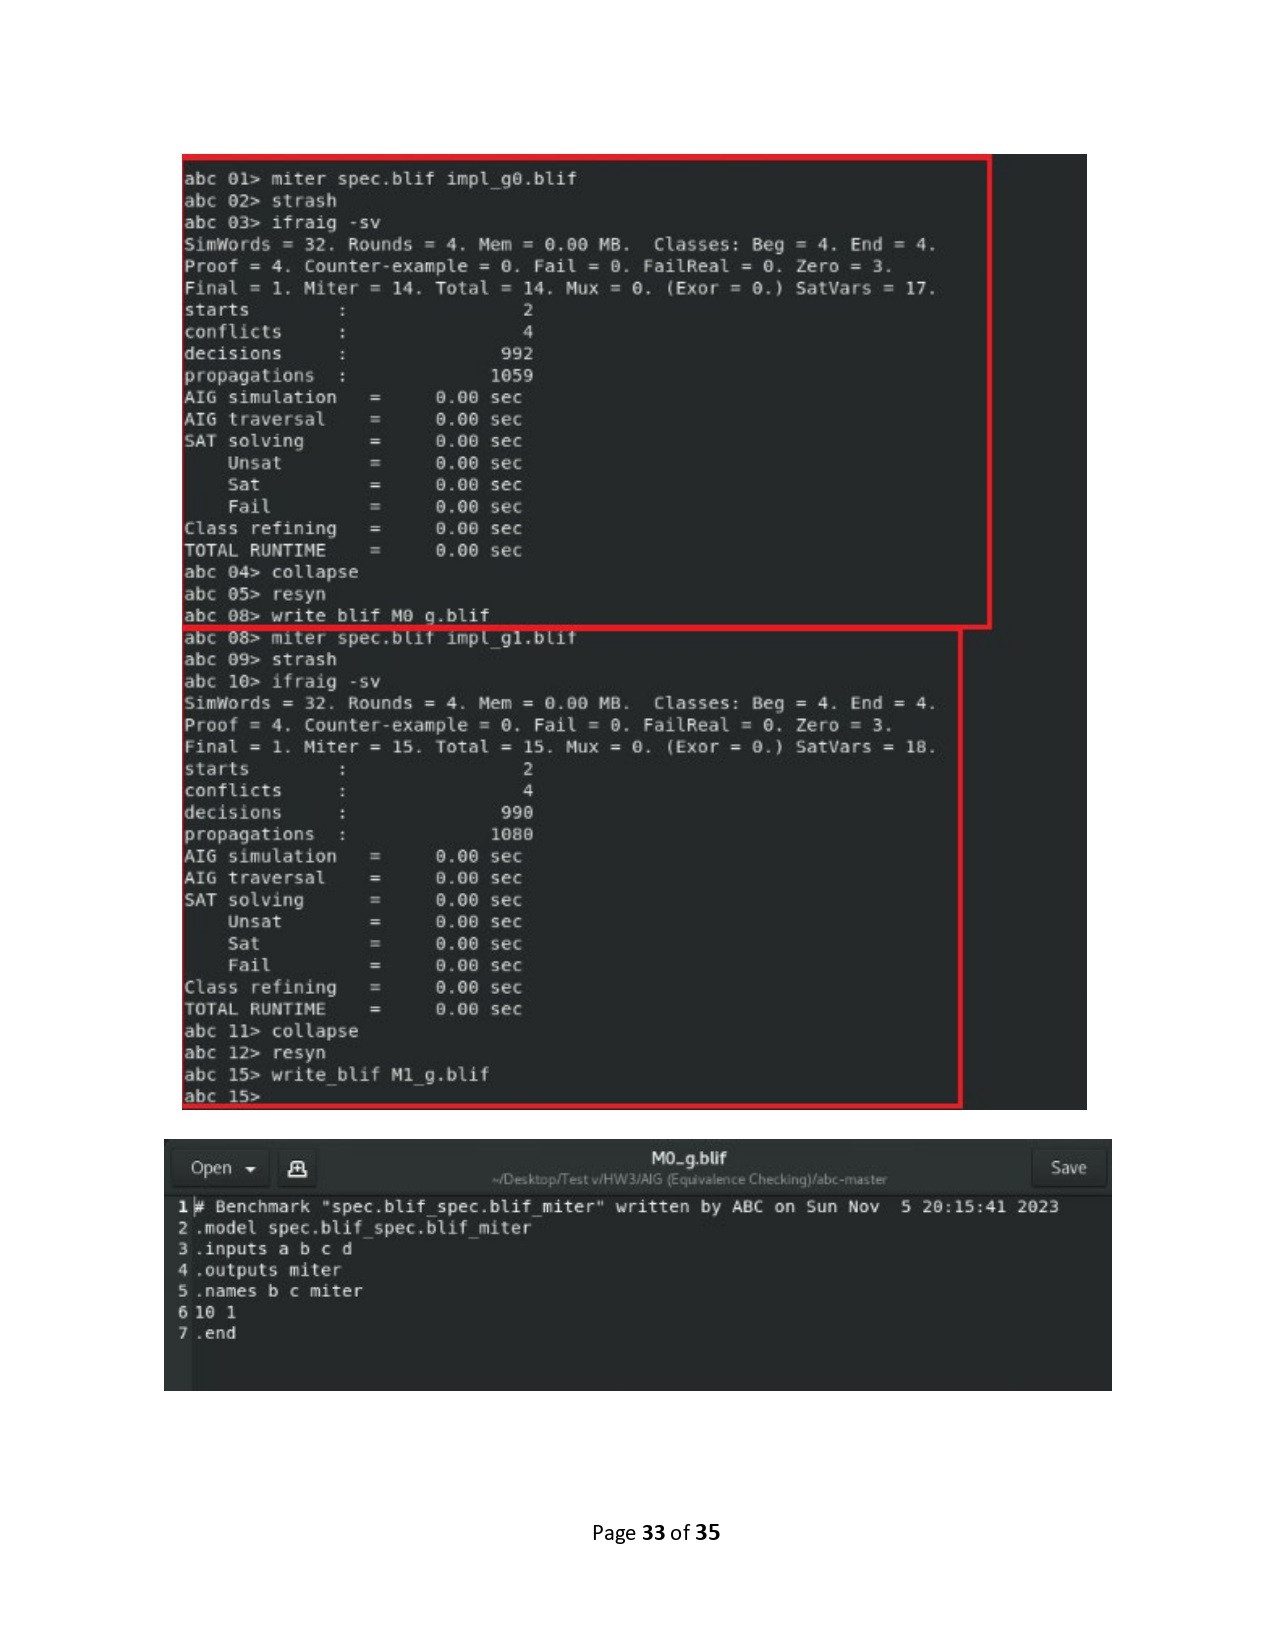 abc 01> miter spec.blif impl_g0.blif
abc 02> strash
abc 03> ifraig -sv
SimWords = 32. Rounds = 4. Mem = 0.00 MB.  Classes: Beg = 4. End = 4.
Proof = 4. Counter-example = 0. Fail = 0. FailReal = 0. Zero = 3.
Final = 1. Miter = 14. Total = 14. Mux = 0. (Exor = 0.) SatVars = 17.
starts        :                2
conflicts     :                4
decisions     :              992
propagations  :             1059
AIG simulation   =     0.00 sec
AIG traversal    =     0.00 sec
SAT solving      =     0.00 sec
    Unsat        =     0.00 sec
    Sat          =     0.00 sec
    Fail         =     0.00 sec
Class refining   =     0.00 sec
TOTAL RUNTIME    =     0.00 sec
abc 04> collapse
abc 05> resyn
abc 08> write_blif M0_g.blif
abc 08> miter spec.blif impl_g1.blif
abc 09> strash
abc 10> ifraig -sv
SimWords = 32. Rounds = 4. Mem = 0.00 MB.  Classes: Beg = 4. End = 4.
Proof = 4. Counter-example = 0. Fail = 0. FailReal = 0. Zero = 3.
Final = 1. Miter = 15. Total = 15. Mux = 0. (Exor = 0.) SatVars = 18.
starts        :                2
conflicts     :                4
decisions     :              990
propagations  :             1080
AIG simulation   =     0.00 sec
AIG traversal    =     0.00 sec
SAT solving      =     0.00 sec
    Unsat        =     0.00 sec
    Sat          =     0.00 sec
    Fail         =     0.00 sec
Class refining   =     0.00 sec
TOTAL RUNTIME    =     0.00 sec
abc 11> collapse
abc 12> resyn
abc 15> write_blif M1_g.blif
abc 15>
Open
M0_g.blif
~/Desktop/Test v/HW3/AIG (Equivalence Checking)/abc-master
Save
1 # Benchmark "spec.blif_spec.blif_miter" written by ABC on Sun Nov  5 20:15:41 2023
2 .model spec.blif_spec.blif_miter
3 .inputs a b c d
4 .outputs miter
5 .names b c miter
6 10 1
7 .end
Page 33 of 35